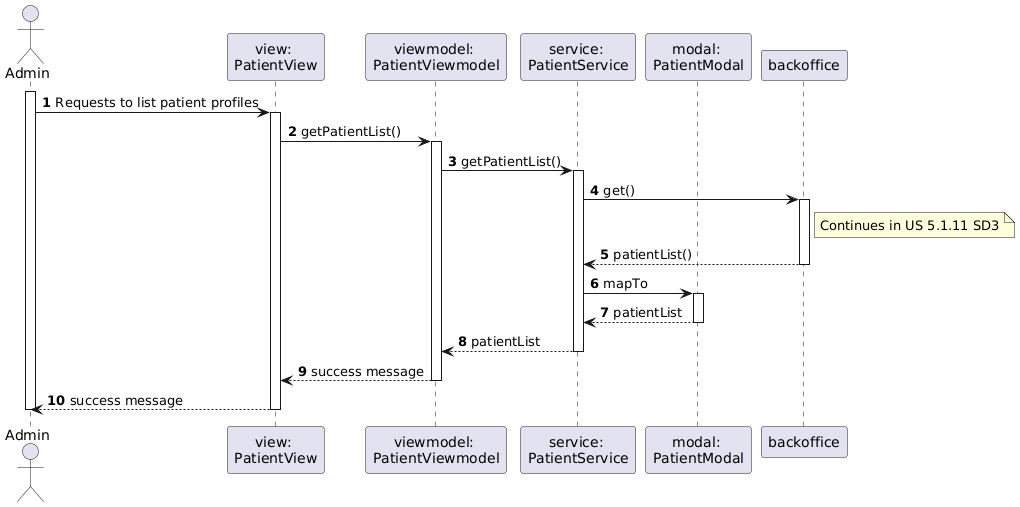 Admin
view:
PatientView
viewmodel:
PatientViewmodel
service:
PatientService
modal:
PatientModal
backoffice
1 Requests to list patient profiles
2 getPatientList()
3 getPatientList()
4 get()
Continues in US 5.1.11 SD3
5 patientList()
6 mapTo
7 patientList
8 patientList
9 success message
10 success message
Admin
view:
PatientView
viewmodel:
PatientViewmodel
service:
PatientService
modal:
PatientModal
backoffice